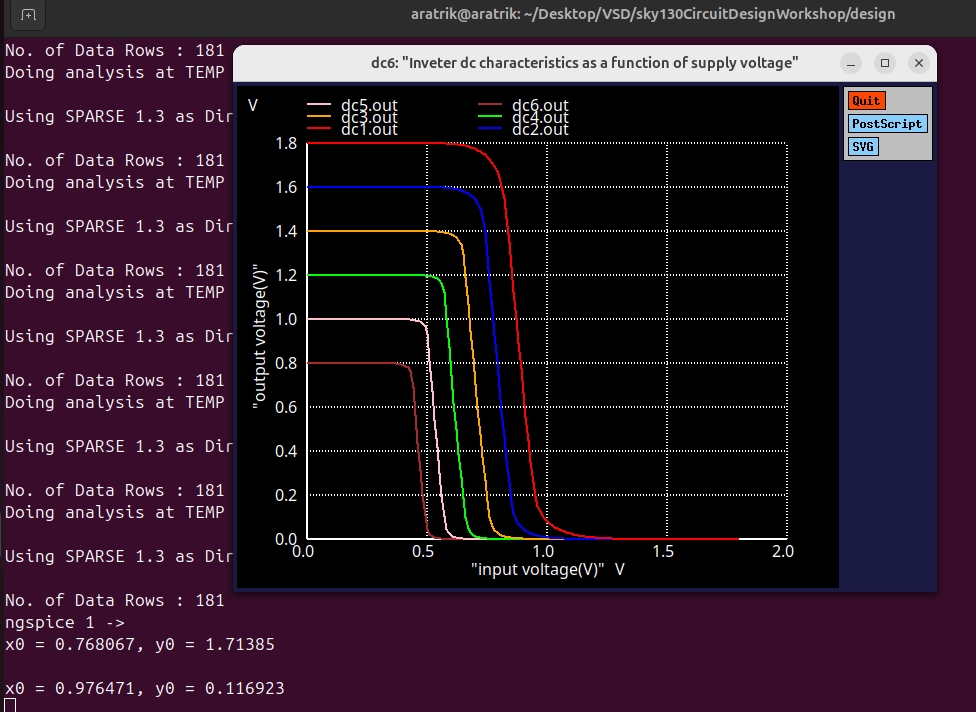 aratrik@aratrik: ~/Desktop/VSD/sky130CircuitDesignWorkshop/design
No. of Data Rows : 181
Doing analysis at TEMP
Using SPARSE 1.3 as Dir
No. of Data Rows : 181
Doing analysis at TEMP
Using SPARSE 1.3 as Dir
No. of Data Rows : 181
Doing analysis at TEMP
Using SPARSE 1.3 as Dir
No. of Data Rows : 181
Doing analysis at TEMP
Using SPARSE 1.3 as Dir
No. of Data Rows : 181
Doing analysis at TEMP
Using SPARSE 1.3 as Dir
No. of Data Rows : 181
ngspice 1 ->
x0 = 0.768067, y0 = 1.71385
x0 = 0.976471, y0 = 0.116923
dc6: "Inveter dc characteristics as a function of supply voltage"
Quit
PostScript
SVG
V
dc5.out dc6.out
dc3.out dc4.out
dc1.out dc2.out
1.8
1.6
1.4
1.2
1.0
0.8
0.6
0.4
0.2
0.0
"output voltage(V)"
0.0 0.5 1.0 1.5 2.0
"input voltage(V)" V